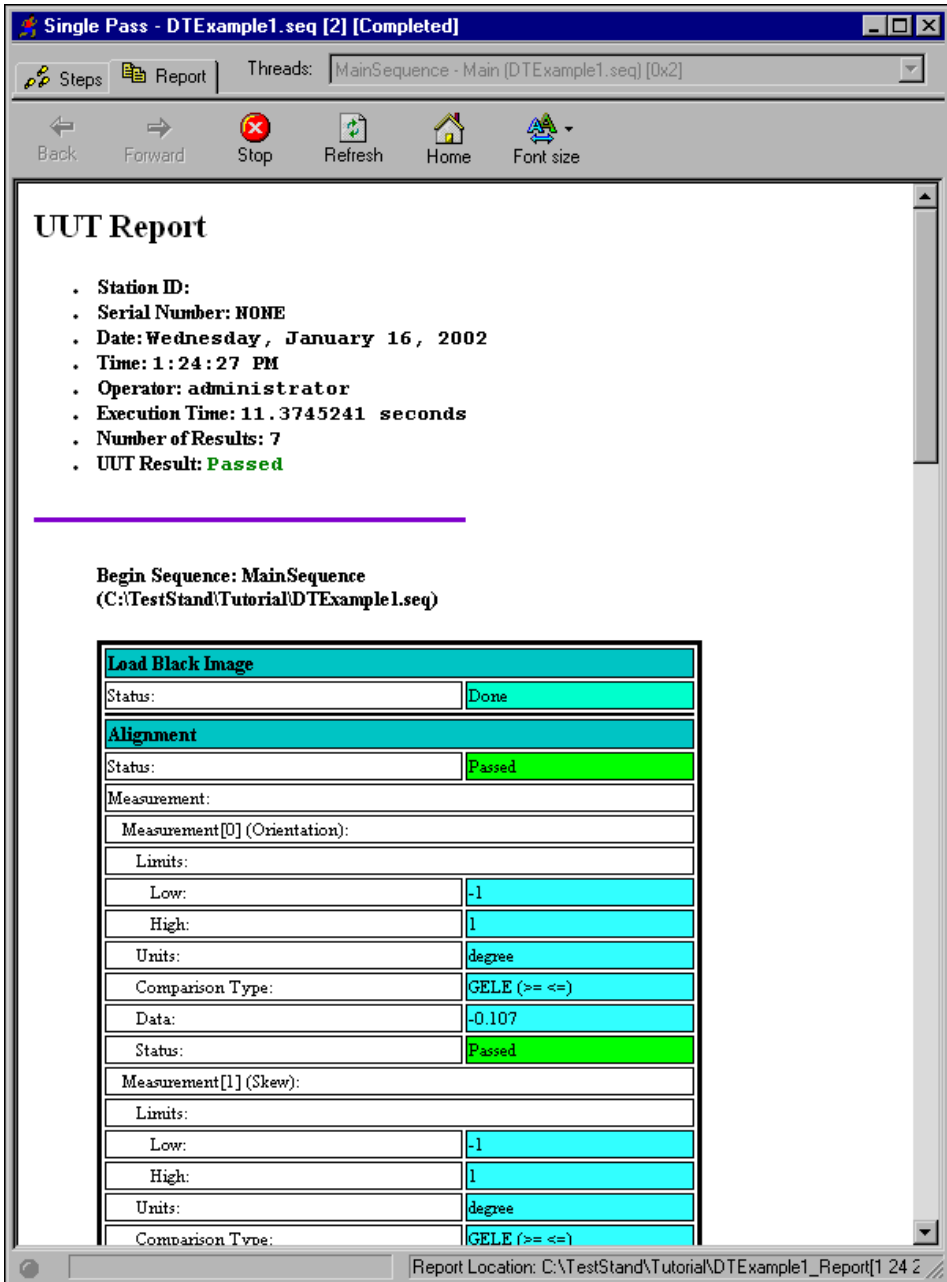 Single Pass - DTExample1.seq [2] [Completed]
Steps Report Threads: MainSequence - Main (DTExample1.seq) [0x2]
Back Forward Stop Refresh Home Font size
UUT Report
• Station ID:
• Serial Number: NONE
• Date: Wednesday, January 16, 2002
• Time: 1:24:27 PM
• Operator: administrator
• Execution Time: 11.3745241 seconds
• Number of Results: 7
• UUT Result: Passed
Begin Sequence: MainSequence
(C:\TestStand\Tutorial\DTExample1.seq)
Load Black Image
Status: Done
Alignment
Status: Passed
Measurement:
Measurement[0] (Orientation):
Limits:
Low: -1
High: 1
Units: degree
Comparison Type: GELE (>= <=)
Data: -0.107
Status: Passed
Measurement[1] (Skew):
Limits:
Low: -1
High: 1
Units: degree
Comparison Type: GELE (>= <=)
Report Location: C:\TestStand\Tutorial\DTExample1_Report[1 24 2